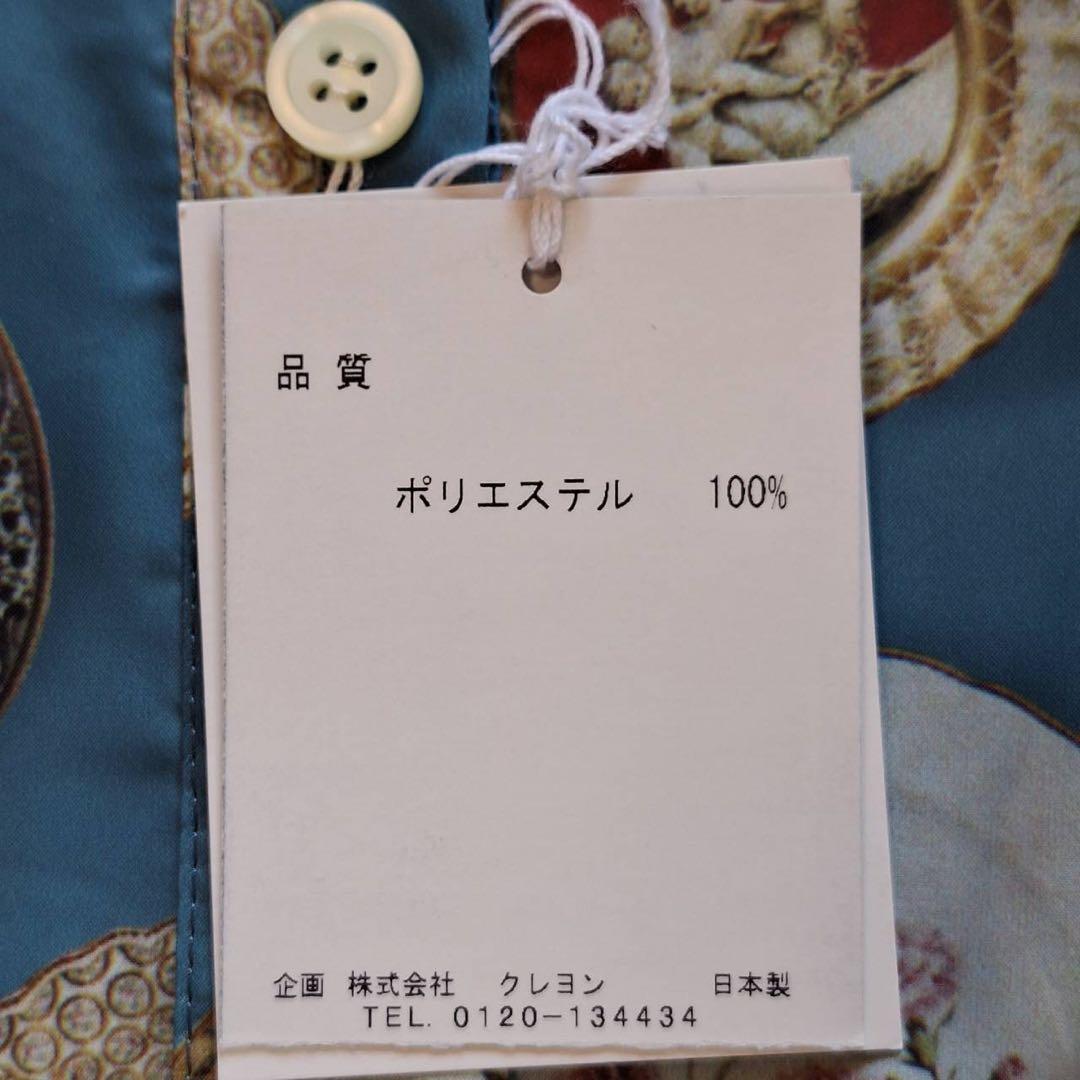 品 質
ポリエステル 100%
企画 株式会社 クレヨン 日本製
TEL. 0120-134434